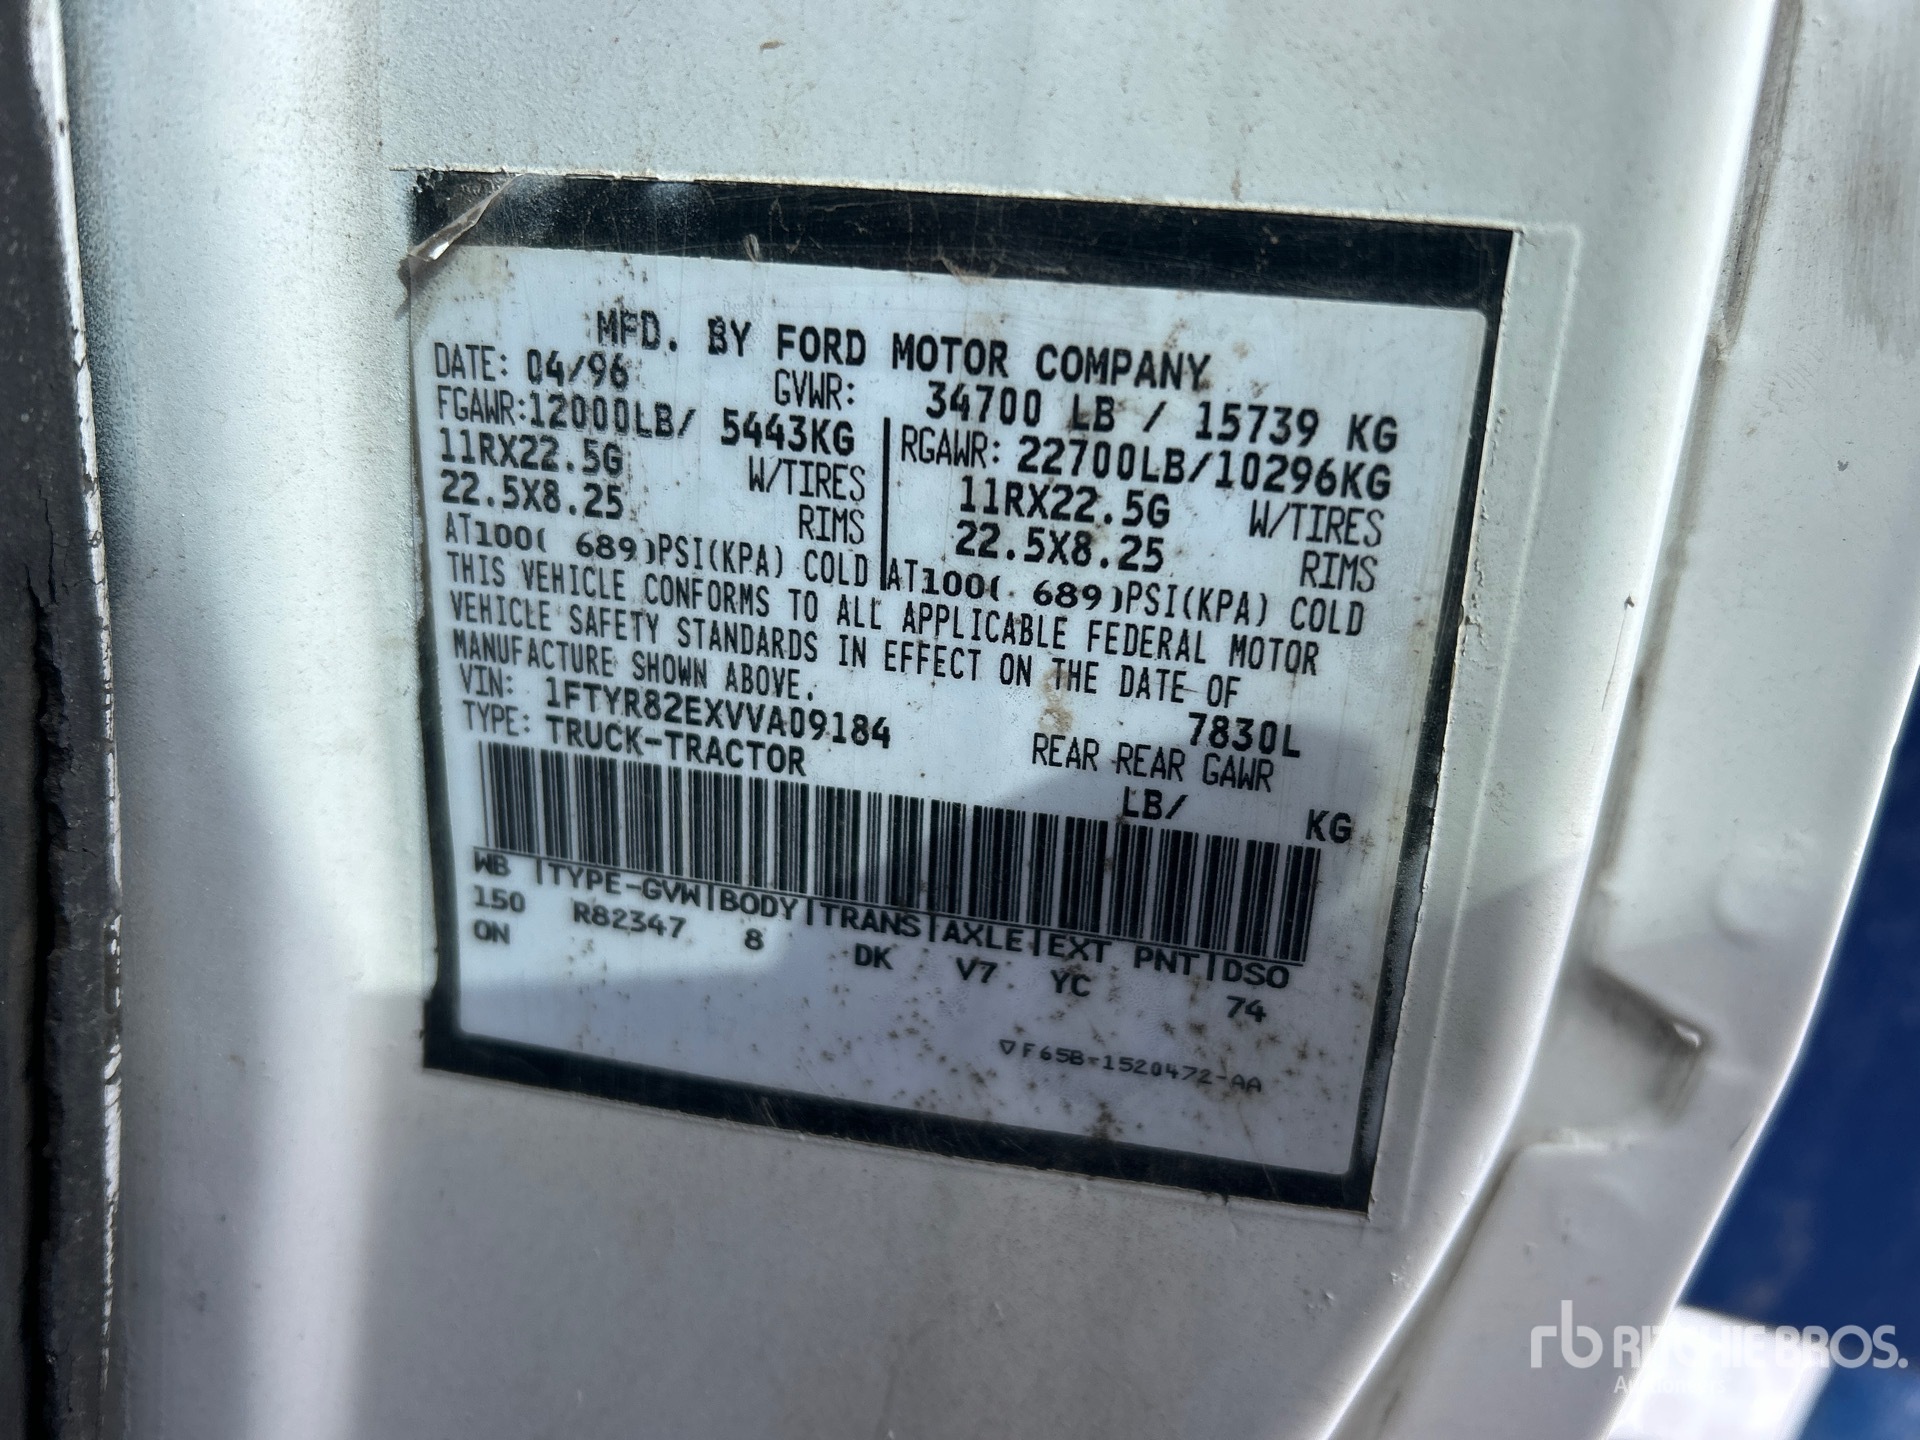 MFD. BY FORD MOTOR COMPANY
DATE: 04/96 GVWR: 34700 LB / 15739 KG
FGAWR:12000LB/ 5443KG RGAWR: 22700LB/10296KG
11RX22.5G W/TIRES 11RX22.5G W/TIRES
22.5X8.25 RIMS 22.5X8.25 RIMS
AT100( 689)PSI(KPA) COLD AT100( 689)PSI(KPA) COLD
THIS VEHICLE CONFORMS TO ALL APPLICABLE FEDERAL MOTOR
VEHICLE SAFETY STANDARDS IN EFFECT ON THE DATE OF
MANUFACTURE SHOWN ABOVE.
VIN: 1FTYR82EXVVA09184 7830L
TYPE: TRUCK-TRACTOR REAR REAR GAWR
LB/ KG
WB |TYPE-GVW|BODY|TRANS|AXLE|EXT PNT|DSO
150 R82347 8 DK V7 YC 74
ON
▽F65B-1520472-AA
rb RITCHIE BROS.